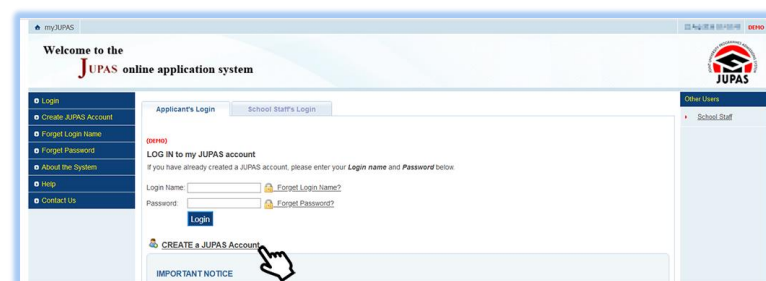 myJUPAS
DEMO
Welcome to the
JUPAS online application system
JUPAS
Login
Create JUPAS Account
Forget Login Name
Forget Password
About the System
Help
Contact Us
Applicant's Login
School Staff's Login
(DEMO)
LOG IN to my JUPAS account
If you have already created a JUPAS account, please enter your Login name and Password below.
Login Name:
Forget Login Name?
Password:
Forget Password?
Login
CREATE a JUPAS Account
IMPORTANT NOTICE
Other Users
School Staff